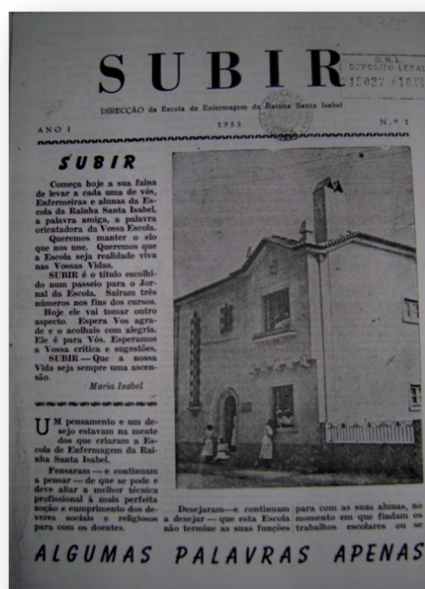 SUBIR
B. N. L.
DEPOSITO LEGAL
DIRECÇÃO da Escola de Enfermagem da Rainha Santa Isabel
ANO I
1955
N.º 1
SUBIR
Começa hoje a sua faina
de levar a cada uma de vós,
Enfermeiras e alunas da Es-
cola da Rainha Santa Isabel,
a palavra amiga, a palavra
orientadora da Vossa Escola.
Queremos manter o elo
que nos une. Queremos que
a Escola seja realidade viva
nas Vossas Vidas.
SUBIR é o título escolhi-
do num passeio para o Jor-
nal da Escola. Sairam três
números nos fins dos cursos.
Hoje ele vai tomar outro
aspecto. Espera Vos agra-
de e o acolhais com alegria.
Ele é para Vós. Esperamos
a Vossa crítica e sugestões.
SUBIR — Que a nossa
Vida seja sempre uma ascen-
são.
Maria Isabel
UM pensamento e um de-
sejo estavam na mente
dos que criaram a Es-
cola de Enfermagem da Rai-
nha Santa Isabel.
Pensaram — e continuam
a pensar — de que se pode e
deve aliar a melhor técnica
profissional à mais perfeita
noção e cumprimento dos de-
veres sociais e religiosos
para com os doentes.
Desejaram—e continuam
a desejar — que esta Escola
não termine as suas funções
para com as suas alunas, no
momento em que findam os
trabalhos escolares ou se
ALGUMAS PALAVRAS APENAS